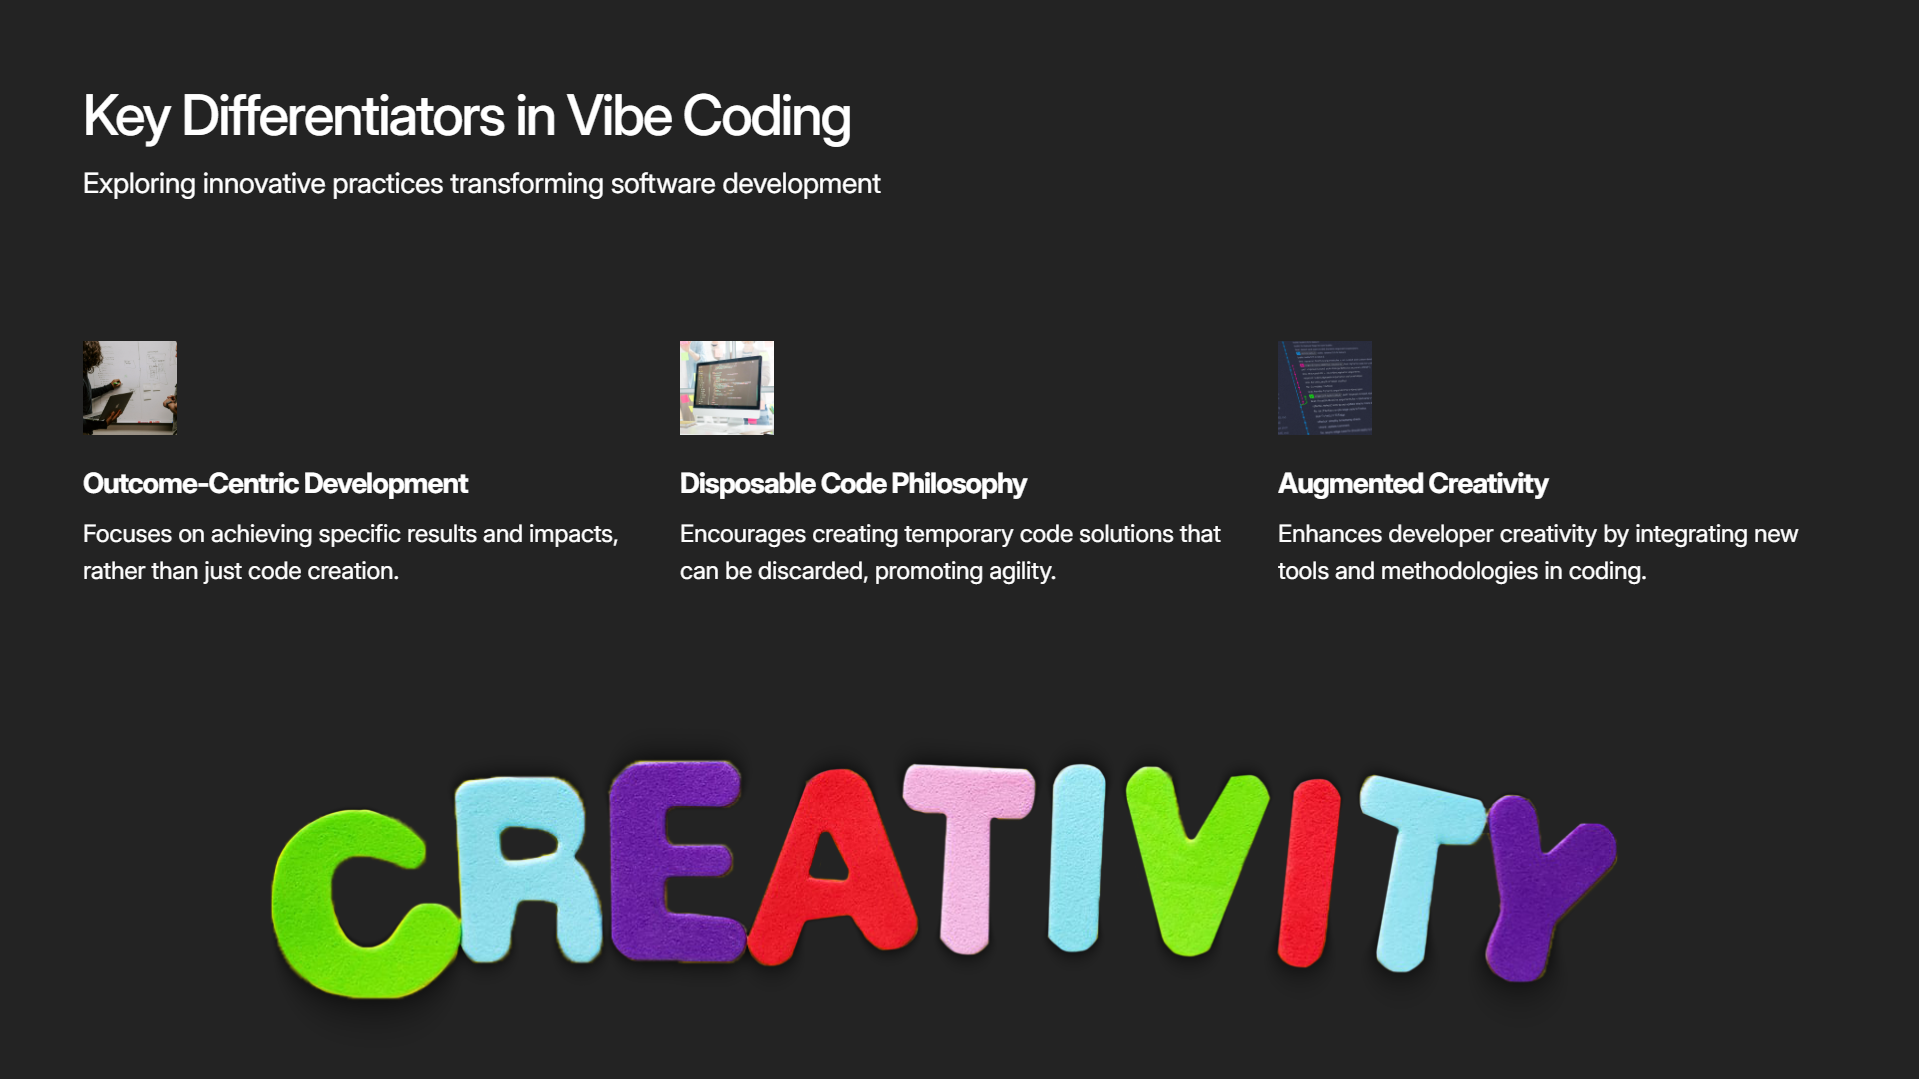 Key Differentiators in Vibe Coding
Exploring innovative practices transforming software development
Outcome-Centric Development
Focuses on achieving specific results and impacts,
rather than just code creation.
Disposable Code Philosophy
Encourages creating temporary code solutions that
can be discarded, promoting agility.
Augmented Creativity
Enhances developer creativity by integrating new
tools and methodologies in coding.
CREATIVITY